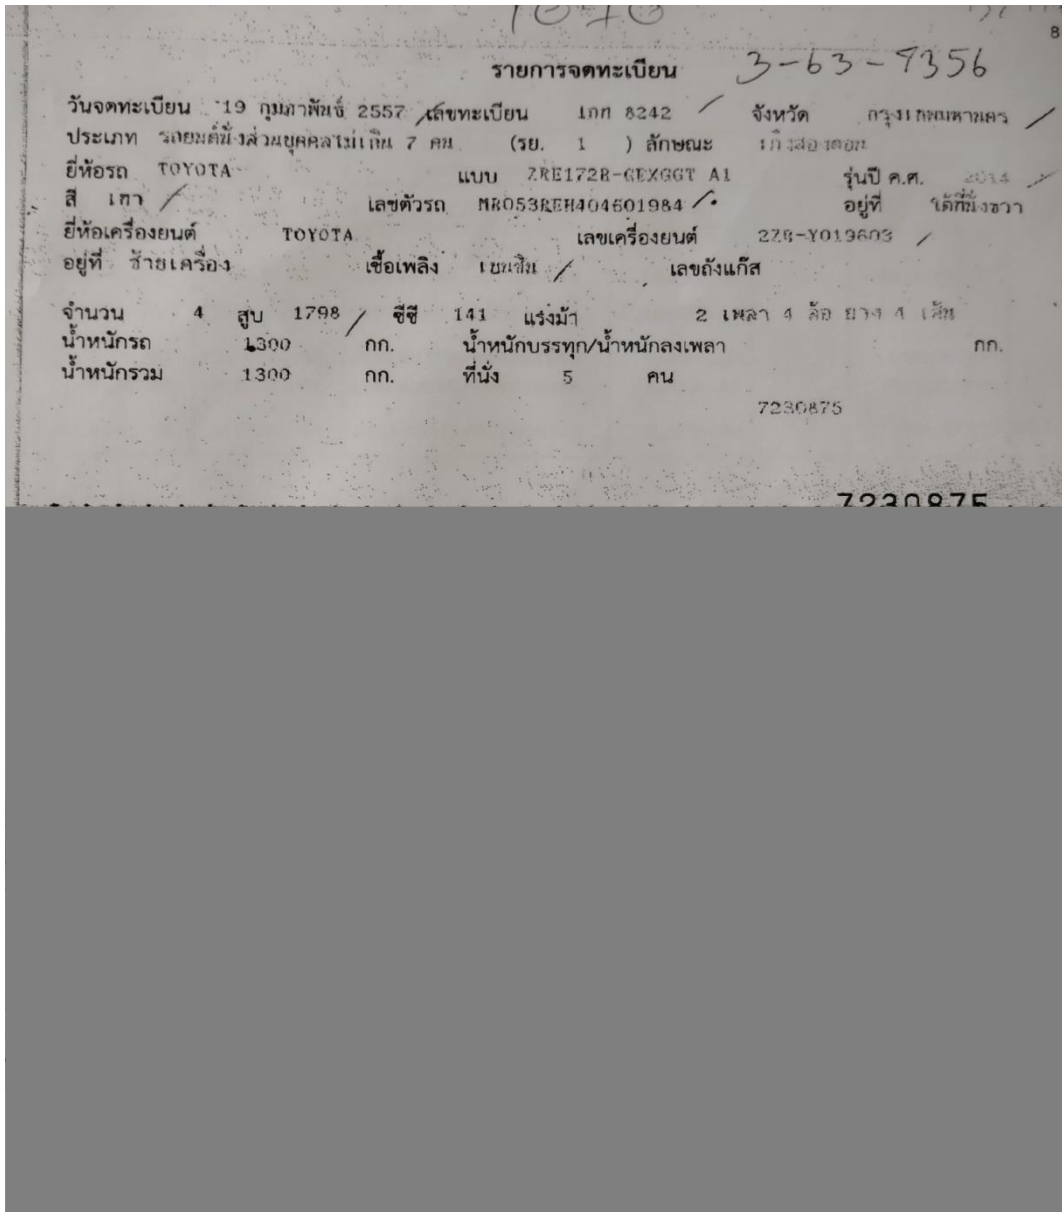 8
รายการจดทะเบียน 3-63-9356
วันจดทะเบียน 19 กุมภาพันธ์ 2557 เลขทะเบียน 1กก 8242 จังหวัด กรุงเทพมหานคร
ประเภท รถยนต์นั่งส่วนบุคคลไม่เกิน 7 คน (รย. 1 ) ลักษณะ เก๋งสองตอน
ยี่ห้อรถ TOYOTA แบบ ZRE172R-GEXGGT A1 รุ่นปี ค.ศ. 2014
สี เทา เลขตัวรถ MR053REH404601984 อยู่ที่ ใต้ที่นั่งขวา
ยี่ห้อเครื่องยนต์ TOYOTA เลขเครื่องยนต์ 2ZR-Y019603
อยู่ที่ ซ้ายเครื่อง เชื้อเพลิง เบนซิน เลขถังแก๊ส
จำนวน 4 สูบ 1798 ซีซี 141 แรงม้า 2 เพลา 4 ล้อ ยาง 4 เส้น
น้ำหนักรถ 1300 กก. น้ำหนักบรรทุก/น้ำหนักลงเพลา กก.
น้ำหนักรวม 1300 กก. ที่นั่ง 5 คน
7230875
7230875